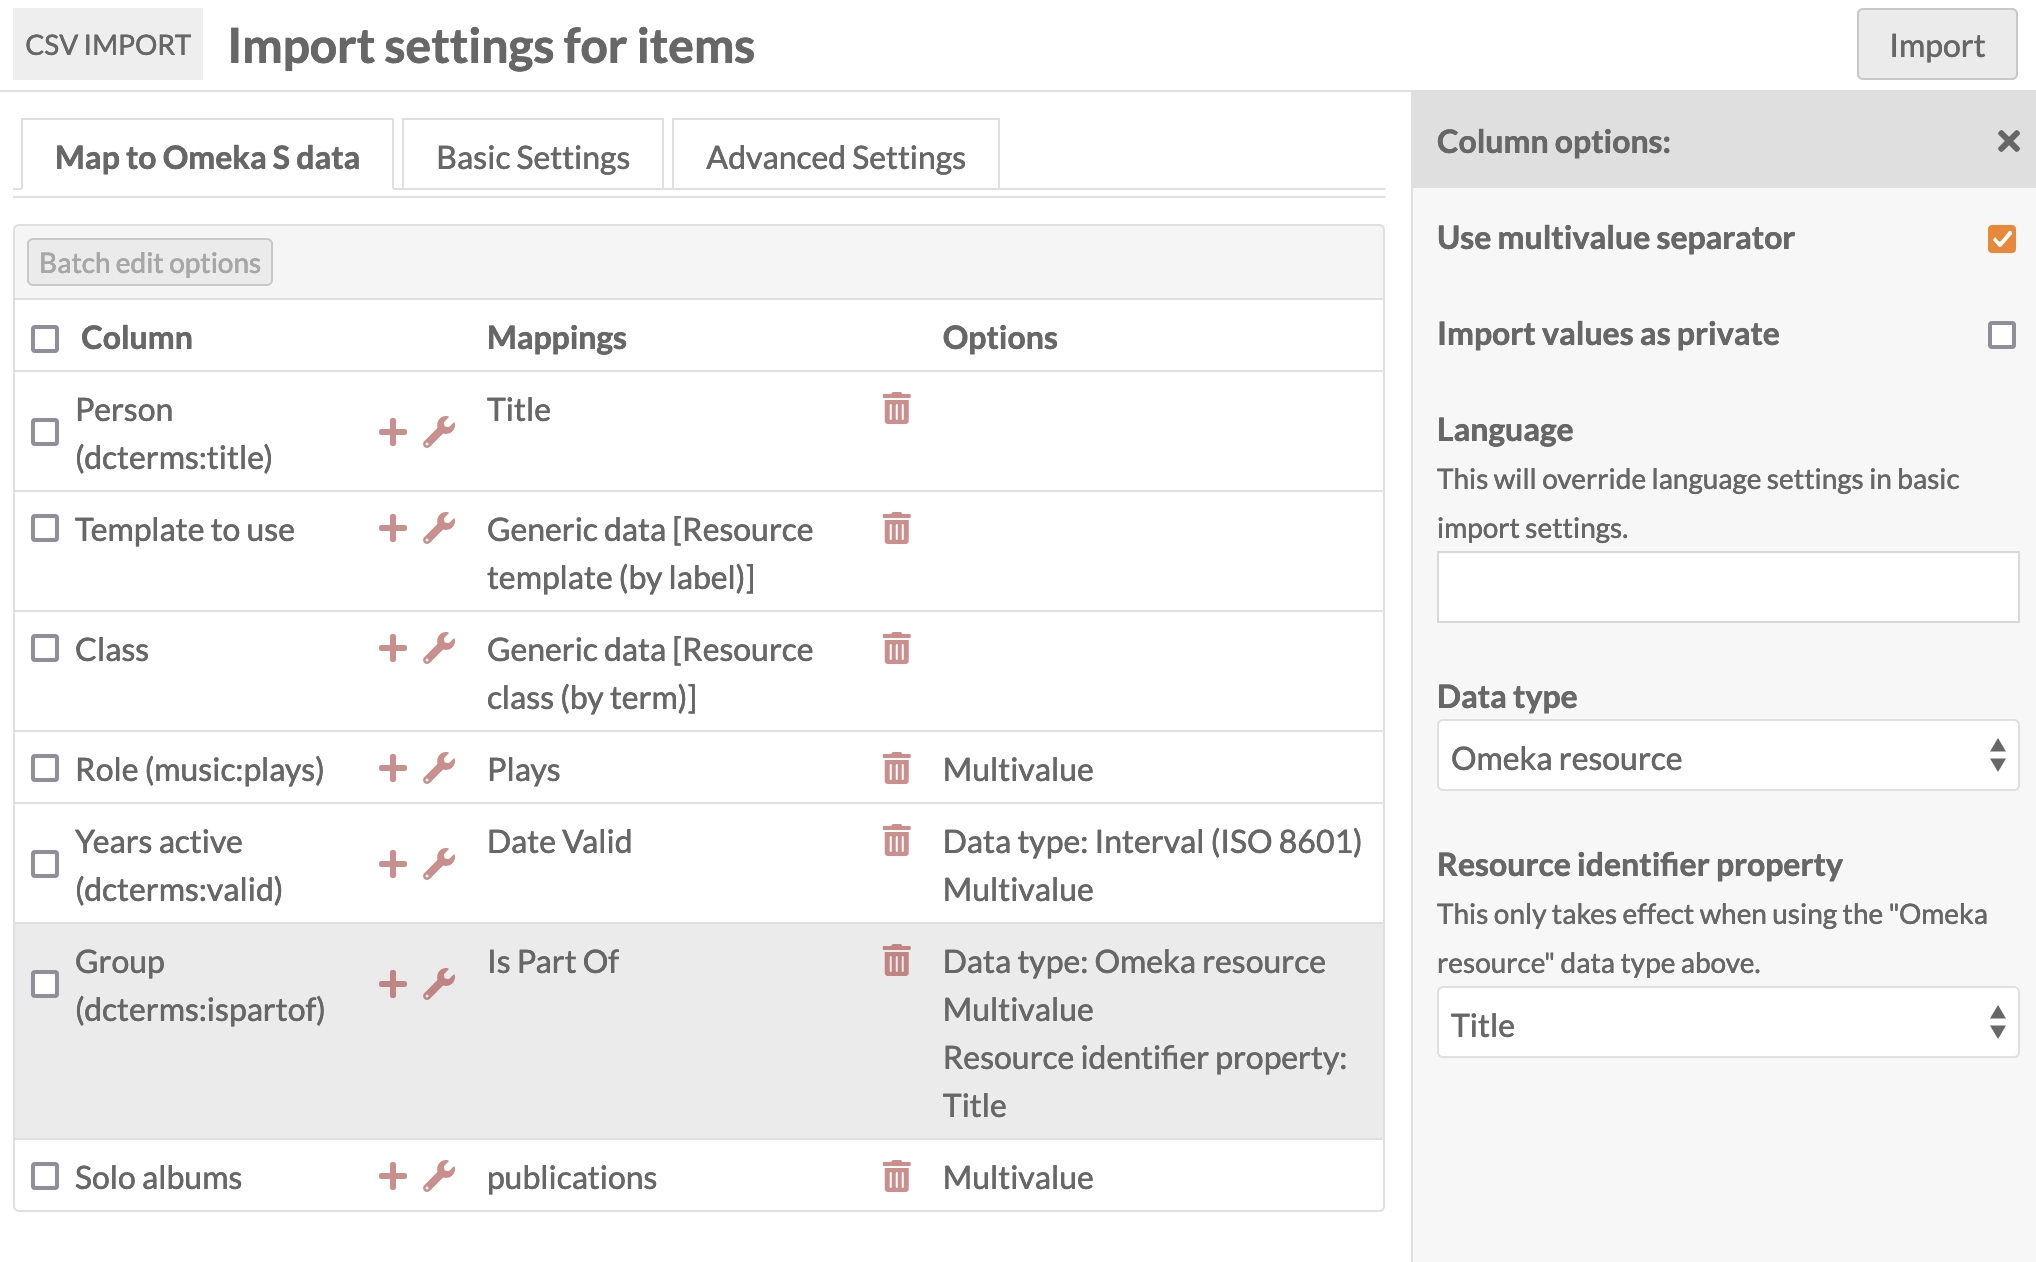 CSV IMPORT
Import settings for items
Import
Map to Omeka S data
Basic Settings
Advanced Settings
Batch edit options
Column
Mappings
Options
Person
(dcterms:title)
Title
Template to use
Generic data [Resource
template (by label)]
Class
Generic data [Resource
class (by term)]
Role (music:plays)
Plays
Multivalue
Years active
(dcterms:valid)
Date Valid
Data type: Interval (ISO 8601)
Multivalue
Group
(dcterms:ispartof)
Is Part Of
Data type: Omeka resource
Multivalue
Resource identifier property:
Title
Solo albums
publications
Multivalue
Column options:
Use multivalue separator
Import values as private
Language
This will override language settings in basic
import settings.
Data type
Omeka resource
Resource identifier property
This only takes effect when using the "Omeka
resource" data type above.
Title